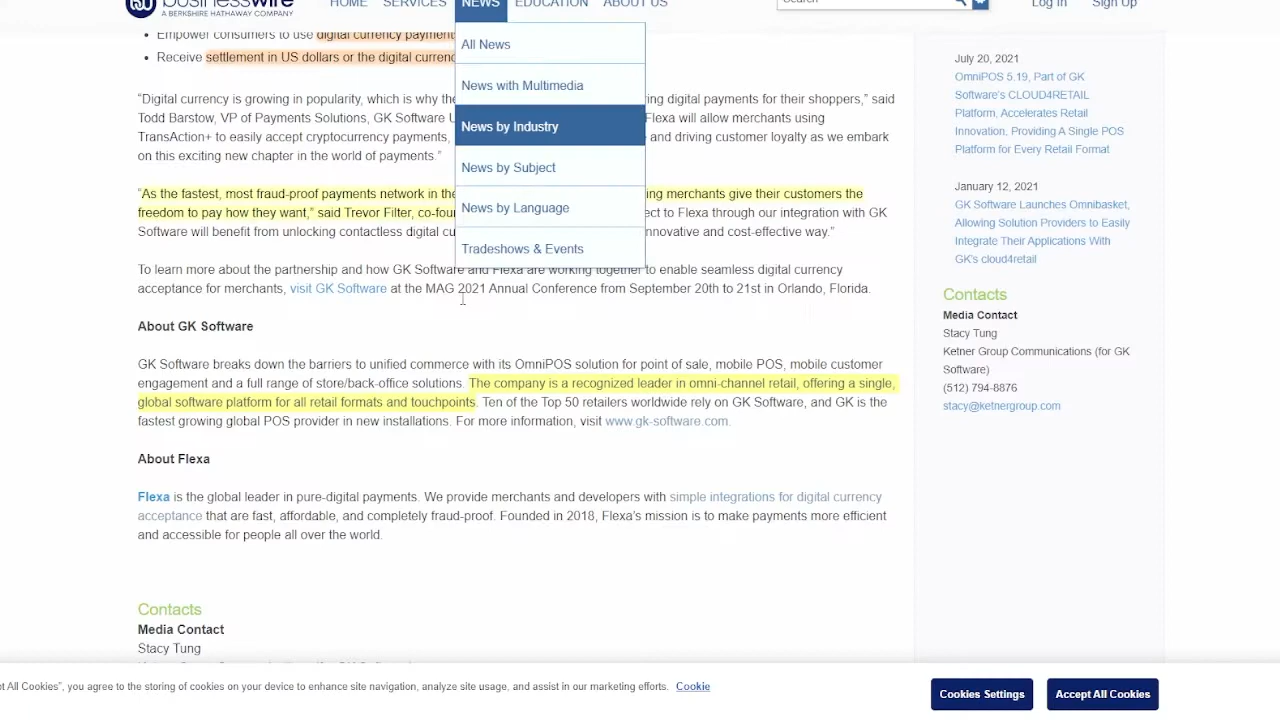 businesswire
A BERKSHIRE HATHAWAY COMPANY
HOME SERVICES NEWS EDUCATION ABOUT US
Search
Log In Sign Up
All News
News with Multimedia
News by Industry
News by Subject
News by Language
Tradeshows & Events
• Empower consumers to use digital currency payments
• Receive settlement in US dollars or the digital
“Digital currency is growing in popularity, which is why the digital payments for their shoppers,” said
Todd Barstow, VP of Payments Solutions, GK Software Flexa will allow merchants using
TransAction+ to easily accept cryptocurrency payments, and driving customer loyalty as we embark
on this exciting new chapter in the world of payments.”
“As the fastest, most fraud-proof payments network in the merchants give their customers the
freedom to pay how they want,” said Trevor Filter, to Flexa through our integration with GK
Software will benefit from unlocking contactless digital and cost-effective way.”
To learn more about the partnership and how GK Software and Flexa are working together to enable seamless digital currency
acceptance for merchants, visit GK Software at the MAG 2021 Annual Conference from September 20th to 21st in Orlando, Florida.
About GK Software
GK Software breaks down the barriers to unified commerce with its OmniPOS solution for point of sale, mobile POS, mobile customer
engagement and a full range of store/back-office solutions. The company is a recognized leader in omni-channel retail, offering a single,
global software platform for all retail formats and touchpoints. Ten of the Top 50 retailers worldwide rely on GK Software, and GK is the
fastest growing global POS provider in new installations. For more information, visit www.gk-software.com.
About Flexa
Flexa is the global leader in pure-digital payments. We provide merchants and developers with simple integrations for digital currency
acceptance that are fast, affordable, and completely fraud-proof. Founded in 2018, Flexa’s mission is to make payments more efficient
and accessible for people all over the world.
Contacts
Media Contact
Stacy Tung
July 20, 2021
OmniPOS 5.19, Part of GK
Software's CLOUD4RETAIL
Platform, Accelerates Retail
Innovation, Providing A Single POS
Platform for Every Retail Format
January 12, 2021
GK Software Launches Omnibasket,
Allowing Solution Providers to Easily
Integrate Their Applications With
GK's cloud4retail
Contacts
Media Contact
Stacy Tung
Ketner Group Communications (for GK
Software)
(512) 794-8876
stacy@ketnergroup.com
All Cookies”, you agree to the storing of cookies on your device to enhance site navigation, analyze site usage, and assist in our marketing efforts. Cookie
Cookies Settings
Accept All Cookies